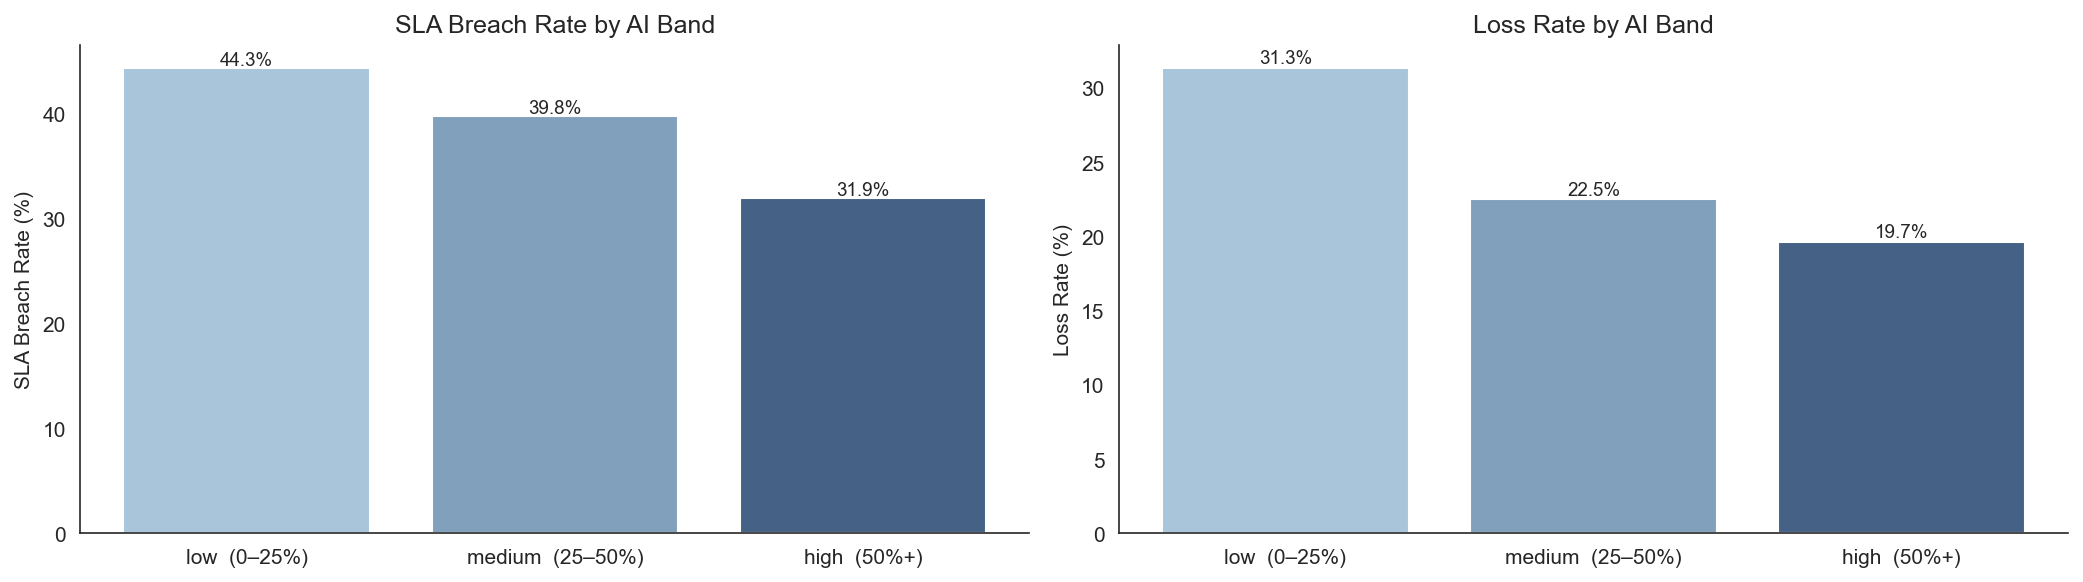 SLA Breach Rate by AI Band
SLA Breach Rate (%)
40
30
20
10
0
44.3%
39.8%
31.9%
low (0–25%)
medium (25–50%)
high (50%+)
Loss Rate by AI Band
Loss Rate (%)
30
25
20
15
10
5
0
31.3%
22.5%
19.7%
low (0–25%)
medium (25–50%)
high (50%+)